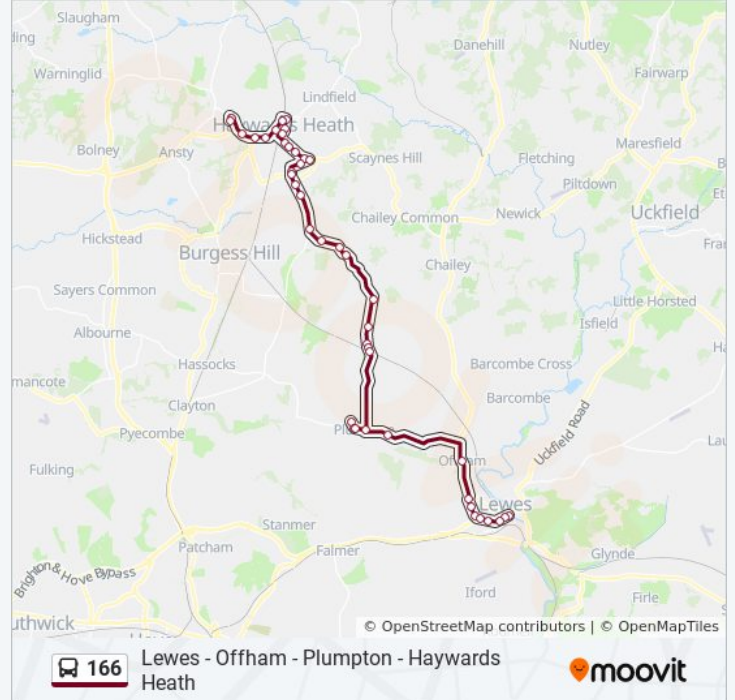 Slaugham
Danehill
Nutley
Warninglid
Fairwarp
Lindfield
Haywards Heath
Maresfield
Bolney
Ansty
Scaynes Hill
Fletching
Piltdown
Chailey Common
Newick
Uckfield
Hickstead
Burgess Hill
Chailey
Sayers Common
Little Horsted
Isfield
Albourne
Hassocks
Barcombe Cross
Barcombe
Clayton
Uckfield Road
Pyecombe
Offham
Fulking
Lewes
Stanmer
Patcham
Falmer
Glynde
Brighton & Hove Bypass
Iford
Firle
© OpenStreetMap contributors | © OpenMapTiles
166
Lewes - Offham - Plumpton - Haywards
Heath
moovit